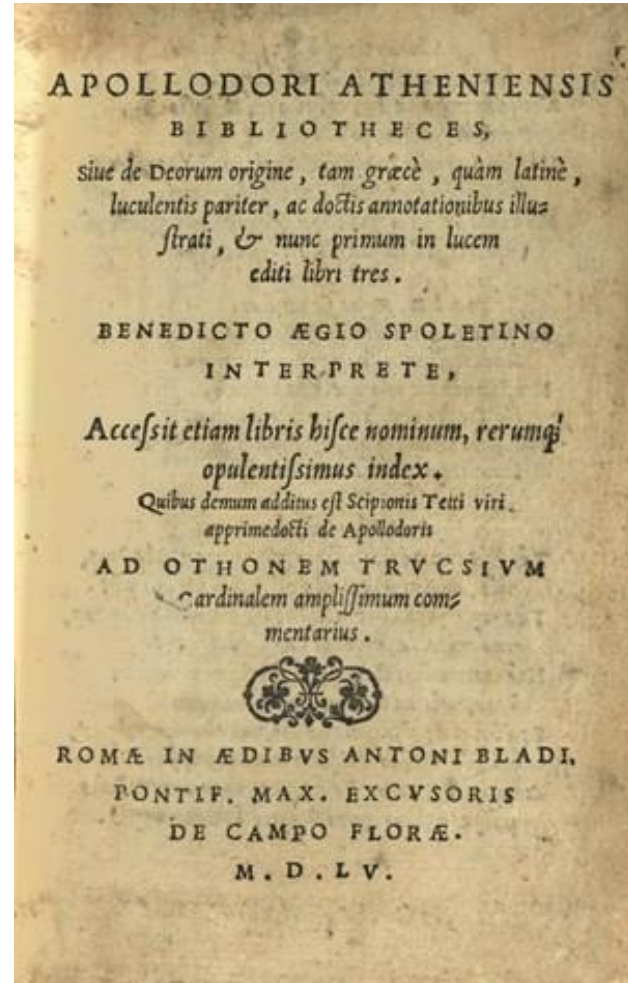 APOLLODORI ATHENIENSIS
BIBLIOTHECES,
siue de Deorum origine, tam græcè, quàm latinè,
luculentis pariter, ac doctis annotationibus illu=
ſtrati, & nunc primum in lucem
editi libri tres.
BENEDICTO ÆGIO SPOLETINO
INTERPRETE,
Acceſsit etiam libris hiſce nominum, rerumq́
opulentiſsimus index.
Quibus demum additus eſt Scipionis Tetti viri
apprimedocti de Apollodoris
AD OTHONEM TRVCSIVM
Cardinalem ampliſſimum com=
mentarius.
ROMÆ IN ÆDIBVS ANTONI BLADI,
PONTIF. MAX. EXCVSORIS
DE CAMPO FLORÆ.
M. D. LV.